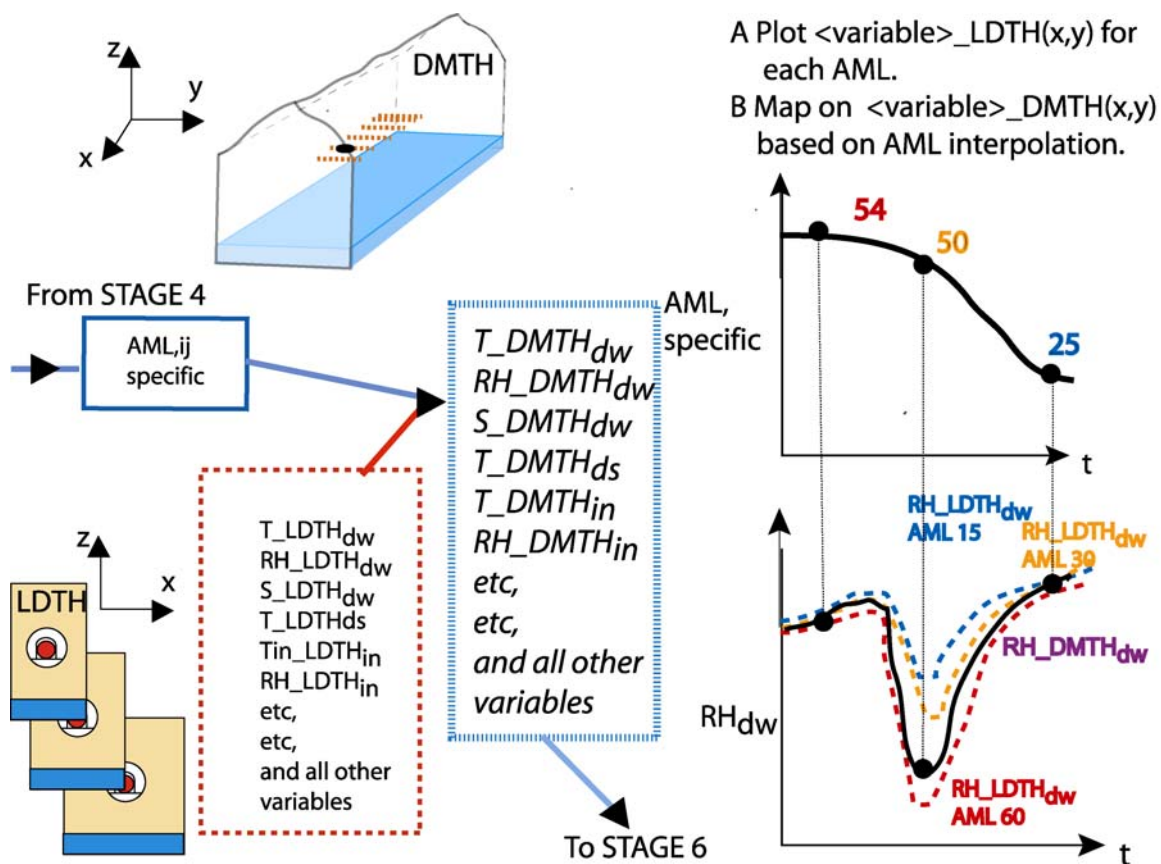 z
y
x
DMTH
A Plot <variable>_LDTH(x,y) for
each AML.
B Map on <variable>_DMTH(x,y)
based on AML interpolation.
54
50
25
t
From STAGE 4
AML,ij
specific
AML,
specific
T_DMTHdw
RH_DMTHdw
S_DMTHdw
T_DMTHds
T_DMTHin
RH_DMTHin
etc,
etc,
and all other
variables
z
x
LDTH
T_LDTHdw
RH_LDTHdw
S_LDTHdw
T_LDTHds
Tin_LDTHin
RH_LDTHin
etc,
etc,
and all other
variables
To STAGE 6
RH_LDTHdw
AML 15
RH_LDTHdw
AML 30
RH_DMTHdw
RHdw
RH_LDTHdw
AML 60
t